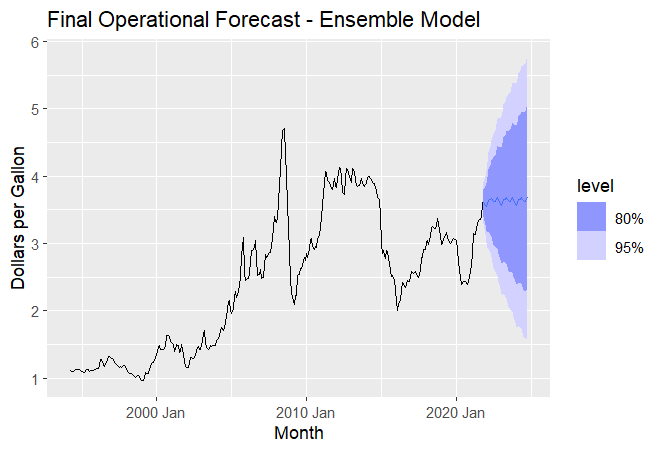 Final Operational Forecast - Ensemble Model
Dollars per Gallon
6
5
4
3
2
1
2000 Jan
2010 Jan
2020 Jan
Month
level
80%
95%